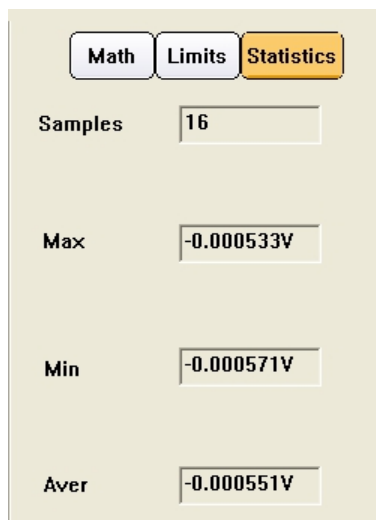 Math Limits Statistics
Samples 16
Max -0.000533V
Min -0.000571V
Aver -0.000551V